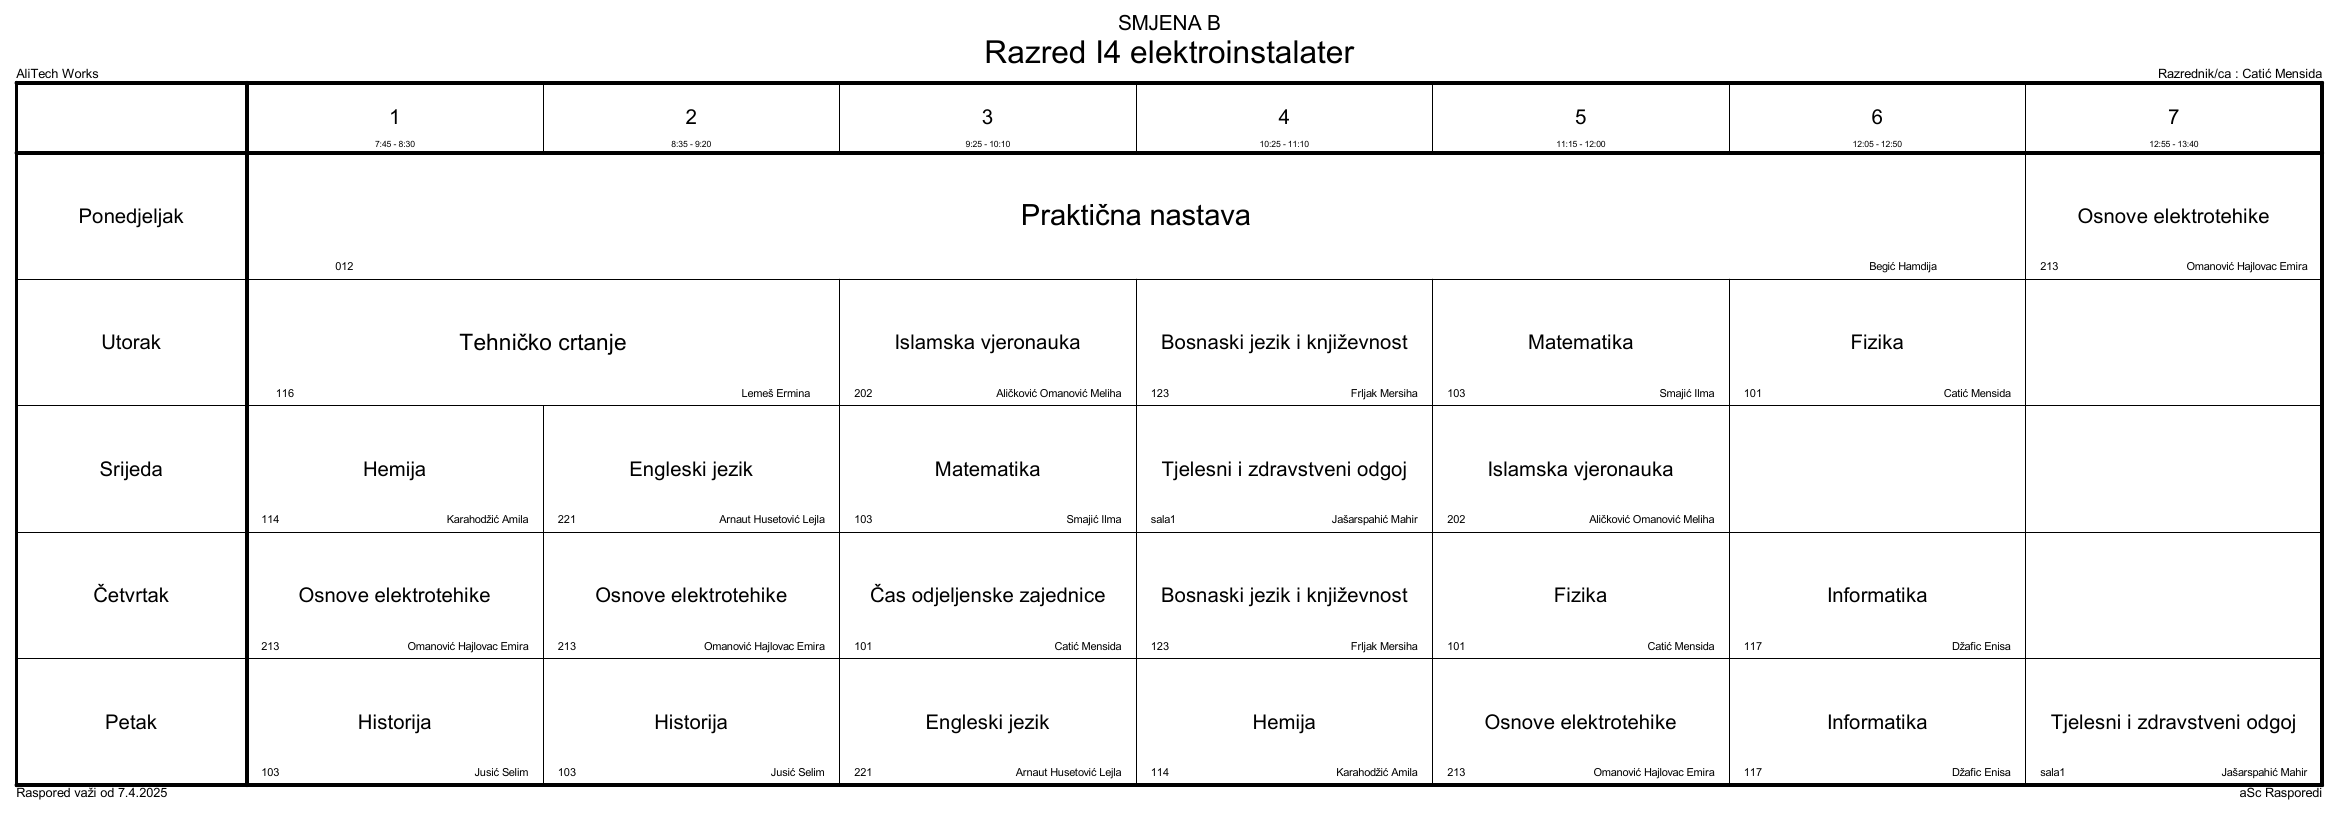 SMJENA B
Razred I4 elektroinstalater
AliTech Works
Razrednik/ca : Catić Mensida
1 2 3 4 5 6 7
7:45 - 8:30 8:35 - 9:20 9:25 - 10:10 10:25 - 11:10 11:15 - 12:00 12:05 - 12:50 12:55 - 13:40
Ponedjeljak Praktična nastava Osnove elektrotehike
012 Begić Hamdija 213 Omanović Hajlovac Emira
Utorak Tehničko crtanje Islamska vjeronauka Bosnaski jezik i književnost Matematika Fizika
116 Lemeš Ermina 202 Aličković Omanović Meliha 123 Frljak Mersiha 103 Smajić Ilma 101 Catić Mensida
Srijeda Hemija Engleski jezik Matematika Tjelesni i zdravstveni odgoj Islamska vjeronauka
114 Karahodžić Amila 221 Arnaut Husetović Lejla 103 Smajić Ilma sala1 Jašarspahić Mahir 202 Aličković Omanović Meliha
Četvrtak Osnove elektrotehike Osnove elektrotehike Čas odjeljenske zajednice Bosnaski jezik i književnost Fizika Informatika
213 Omanović Hajlovac Emira 213 Omanović Hajlovac Emira 101 Catić Mensida 123 Frljak Mersiha 101 Catić Mensida 117 Džafic Enisa
Petak Historija Historija Engleski jezik Hemija Osnove elektrotehike Informatika Tjelesni i zdravstveni odgoj
103 Jusić Selim 103 Jusić Selim 221 Arnaut Husetović Lejla 114 Karahodžić Amila 213 Omanović Hajlovac Emira 117 Džafic Enisa sala1 Jašarspahić Mahir
Raspored važi od 7.4.2025
aSc Rasporedi